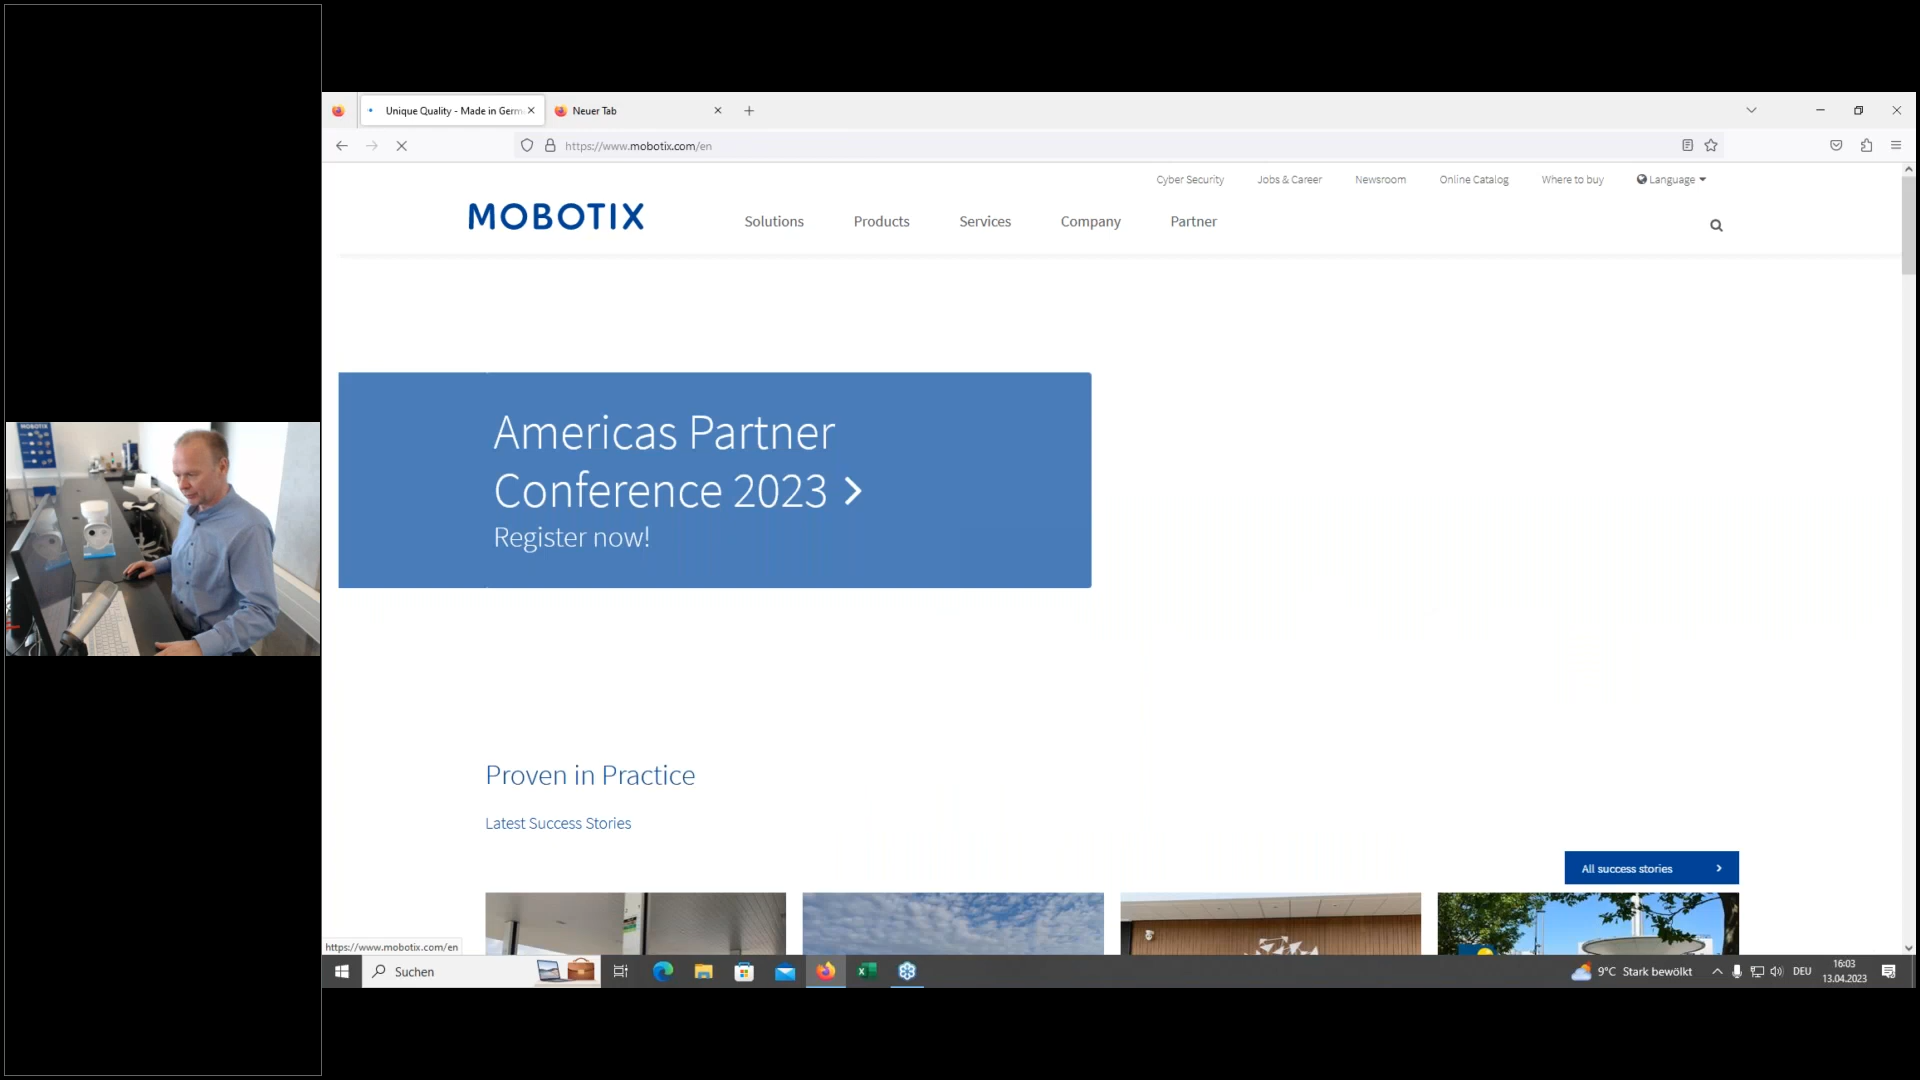 MOBOTIX
Unique Quality - Made in Germ
Neuer Tab
https://www.mobotix.com/en
Cyber Security
Jobs & Career
Newsroom
Online Catalog
Where to buy
Language
MOBOTIX
Solutions
Products
Services
Company
Partner
Americas Partner
Conference 2023
Register now!
Proven in Practice
Latest Success Stories
All success stories
https://www.mobotix.com/en
Suchen
9°C Stark bewölkt
DEU
16:03
13.04.2023